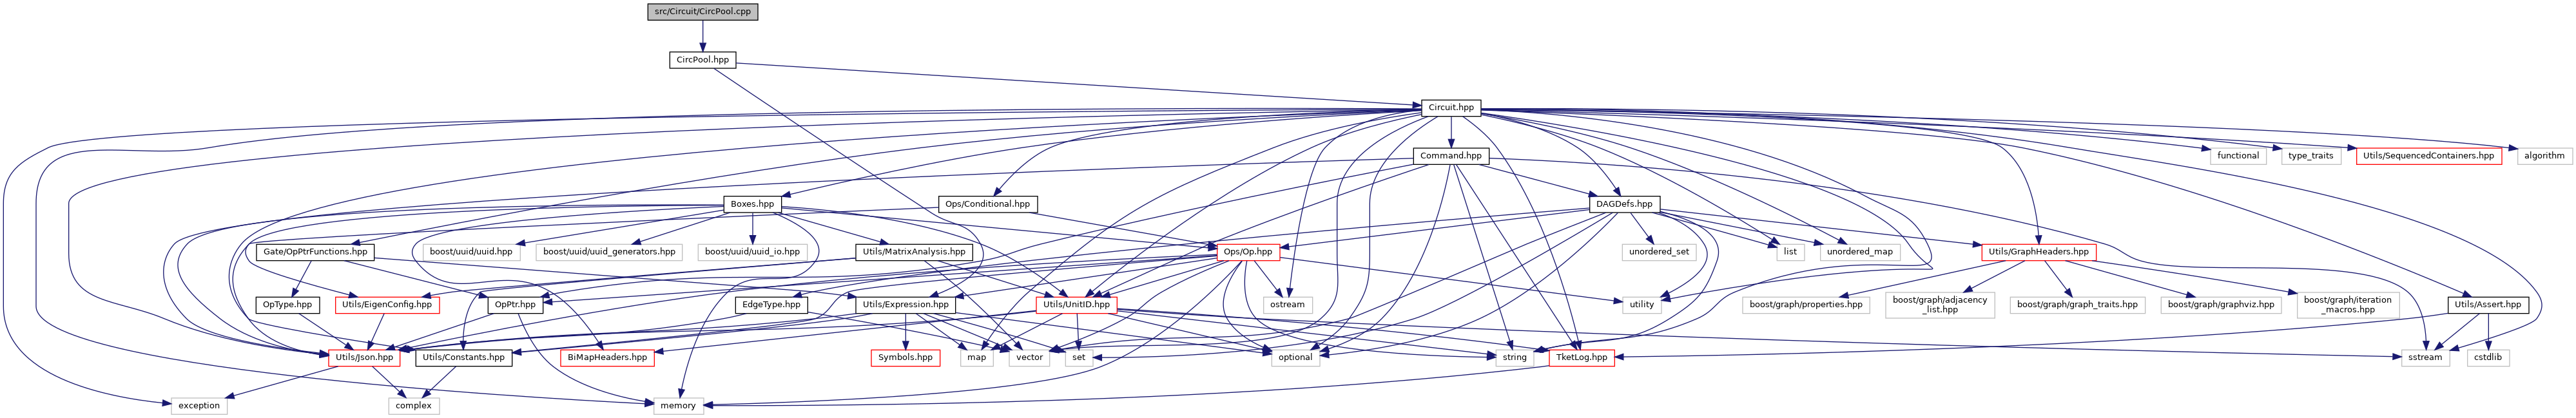 src/Circuit/CircPool.cpp
CircPool.hpp
Circuit.hpp
Command.hpp
functional
type_traits
Utils/SequencedContainers.hpp
algorithm
Boxes.hpp
Ops/Conditional.hpp
DAGDefs.hpp
Gate/OpPtrFunctions.hpp
boost/uuid/uuid.hpp
boost/uuid/uuid_generators.hpp
boost/uuid/uuid_io.hpp
Utils/MatrixAnalysis.hpp
Ops/Op.hpp
unordered_set
list
unordered_map
Utils/GraphHeaders.hpp
OpType.hpp
Utils/EigenConfig.hpp
OpPtr.hpp
EdgeType.hpp
Utils/Expression.hpp
Utils/UnitID.hpp
ostream
utility
boost/graph/properties.hpp
boost/graph/adjacency
_list.hpp
boost/graph/graph_traits.hpp
boost/graph/graphviz.hpp
boost/graph/iteration
_macros.hpp
Utils/Assert.hpp
Utils/Json.hpp
Utils/Constants.hpp
BiMapHeaders.hpp
Symbols.hpp
map
vector
set
optional
string
TketLog.hpp
sstream
cstdlib
exception
complex
memory